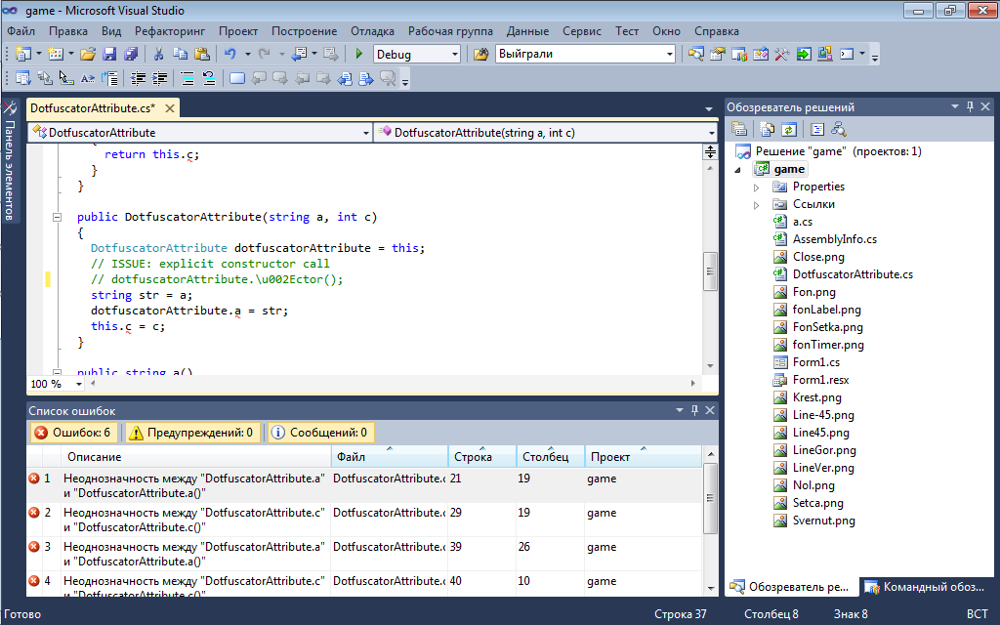 game - Microsoft Visual Studio
Файл Правка Вид Рефакторинг Проект Построение Отладка Рабочая группа Данные Сервис Тест Окно Справка
Debug Выйграли
Панель элементов
DotfuscatorAttribute.cs*
DotfuscatorAttribute DotfuscatorAttribute(string a, int c)
return this.c;
}
}
public DotfuscatorAttribute(string a, int c)
{
DotfuscatorAttribute dotfuscatorAttribute = this;
// ISSUE: explicit constructor call
// dotfuscatorAttribute.\u002Ector();
string str = a;
dotfuscatorAttribute.a = str;
this.c = c;
}
public string a()
100 %
Список ошибок
Ошибок: 6 Предупреждений: 0 Сообщений: 0
Описание Файл Строка Столбец Проект
1 Неоднозначность между "DotfuscatorAttribute.a" DotfuscatorAttribute.c 21 19 game
и "DotfuscatorAttribute.a()"
2 Неоднозначность между "DotfuscatorAttribute.c" DotfuscatorAttribute.c 29 19 game
и "DotfuscatorAttribute.c()"
3 Неоднозначность между "DotfuscatorAttribute.a" DotfuscatorAttribute.c 39 26 game
и "DotfuscatorAttribute.a()"
4 Неоднозначность между "DotfuscatorAttribute.c" DotfuscatorAttribute.c 40 10 game
и "DotfuscatorAttribute.c()"
Обозреватель решений
Решение "game" (проектов: 1)
game
Properties
Ссылки
a.cs
AssemblyInfo.cs
Close.png
DotfuscatorAttribute.cs
Fon.png
fonLabel.png
FonSetka.png
fonTimer.png
Form1.cs
Form1.resx
Krest.png
Line-45.png
Line45.png
LineGor.png
LineVer.png
Nol.png
Setca.png
Svernut.png
Обозреватель ре... Командный обоз...
Готово Строка 37 Столбец 8 Знак 8 ВСТ